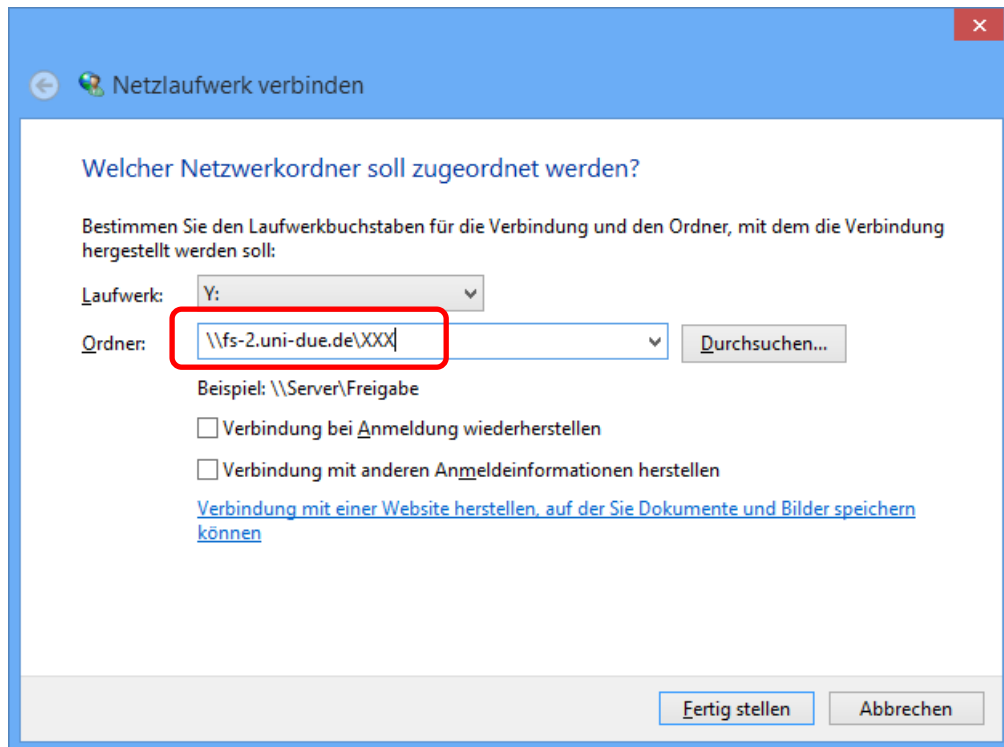 Netzlaufwerk verbinden
Welcher Netzwerkordner soll zugeordnet werden?
Bestimmen Sie den Laufwerkbuchstaben für die Verbindung und den Ordner, mit dem die Verbindung
hergestellt werden soll:
Laufwerk: Y:
Ordner: \\fs-2.uni-due.de\XXX Durchsuchen...
Beispiel: \\Server\Freigabe
Verbindung bei Anmeldung wiederherstellen
Verbindung mit anderen Anmeldeinformationen herstellen
Verbindung mit einer Website herstellen, auf der Sie Dokumente und Bilder speichern
können
Fertig stellen Abbrechen